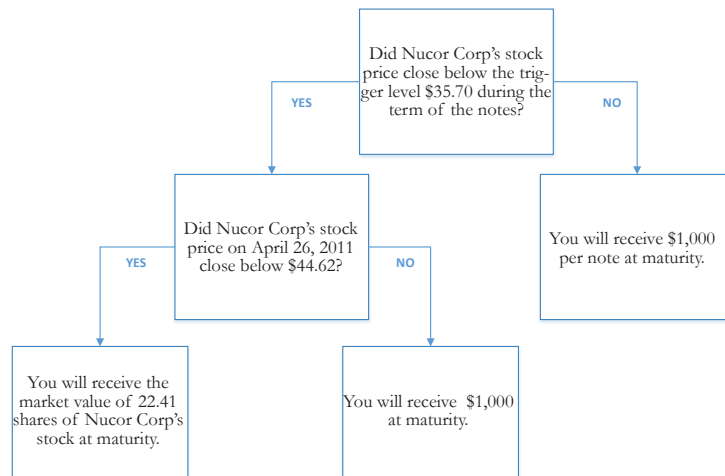 Did Nucor Corp's stock
price close below the trig-
ger level $35.70 during the
term of the notes?
YES
NO
Did Nucor Corp's stock
price on April 26, 2011
close below $44.62?
You will receive $1,000
per note at maturity.
YES
NO
You will receive the
market value of 22.41
shares of Nucor Corp's
stock at maturity.
You will receive $1,000
at maturity.